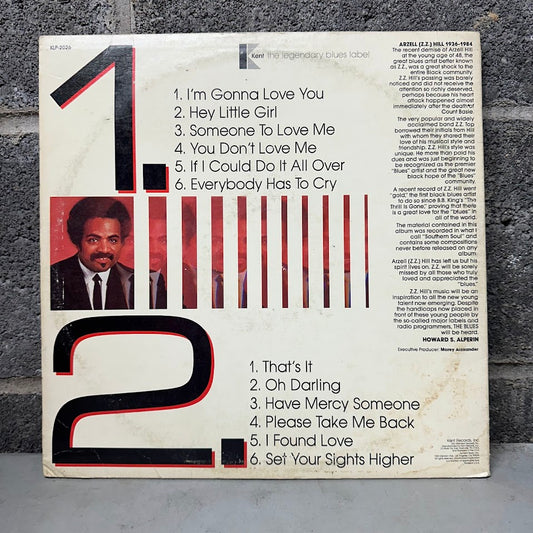 KLP-2026
Kent the legendary blues label
1.
1. I'm Gonna Love You
2. Hey Little Girl
3. Someone To Love Me
4. You Don't Love Me
5. If I Could Do It All Over
6. Everybody Has To Cry
2.
1. That's It
2. Oh Darling
3. Have Mercy Someone
4. Please Take Me Back
5. I Found Love
6. Set Your Sights Higher
ARZELL (Z.Z.) HILL 1936-1984
The recent demise of Arzell Hill
at the young age of 48, the
great blues artist better known
as Z.Z., was a great shock to the
entire Black community.
Z.Z. Hill's passing was barely
noticed and did not receive the
attention so richly deserved,
perhaps because his heart
attack happened almost
immediately after the death of
Count Basie.
The very popular and widely
acclaimed band Z.Z. Top
borrowed their initials from Hill
with whom they shared their
love of his musical style and
friendship. Z.Z. Hill's style was
unique. He more than paid his
dues and was just beginning to
be recognized as the premier
"Blues" artist and the great new
black hope of the "Blues"
community.
A recent record of Z.Z. Hill went
"gold," the first black blues artist
to do so since B.B. King's "The
Thrill Is Gone," proving that there
is a great love for the "blues" in
all of the world.
The material contained in this
album was recorded in what I
call "Southern Soul" and
contains some compositions
never before released on any
album.
Arzell (Z.Z.) Hill has left us but his
spirit lives on. Z.Z. will be sorely
missed by all those who truly
loved and appreciated the
"blues."
Z.Z. Hill's music will be an
inspiration to all the new young
talent now emerging. Despite
the handicaps now placed in
front of these young people by
the so-called major labels and
radio programmers, THE BLUES
will be heard.
HOWARD S. ALPERIN
Executive Producer: Morey Alexander
Kent Records, Inc.